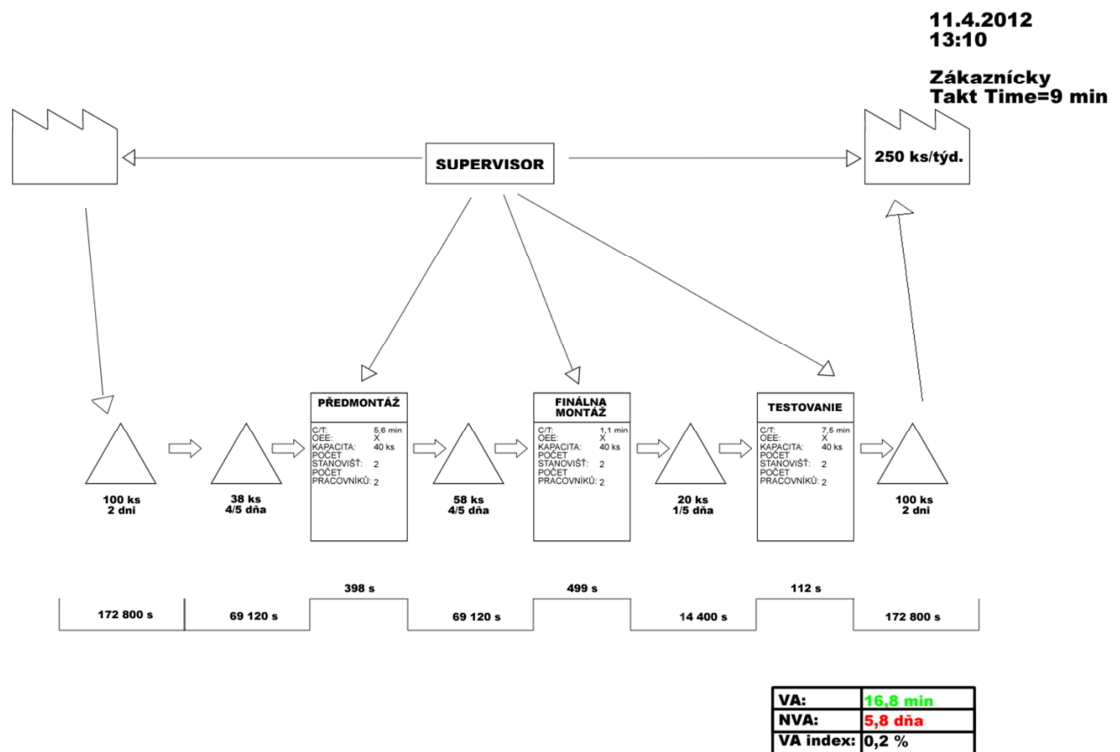 11.4.2012
13:10
Zákaznícky
Takt Time=9 min
SUPERVISOR
250 ks/týd.
PŘEDMONTÁŽ
C/T: 5,6 min
OEE: X
KAPACITA: 40 ks
POČET
STANOVIŠŤ: 2
POČET
PRACOVNÍKŮ: 2
FINÁLNA
MONTÁŽ
C/T: 1,1 min
OEE: X
KAPACITA: 40 ks
POČET
STANOVIŠŤ: 2
POČET
PRACOVNÍKŮ: 2
TESTOVANIE
C/T: 7,5 min
OEE: X
KAPACITA: 40 ks
POČET
STANOVIŠŤ: 2
POČET
PRACOVNÍKŮ: 2
100 ks
2 dni
38 ks
4/5 dňa
58 ks
4/5 dňa
20 ks
1/5 dňa
100 ks
2 dni
398 s
499 s
112 s
172 800 s
69 120 s
69 120 s
14 400 s
172 800 s
VA: 16,8 min
NVA: 5,8 dňa
VA index: 0,2 %